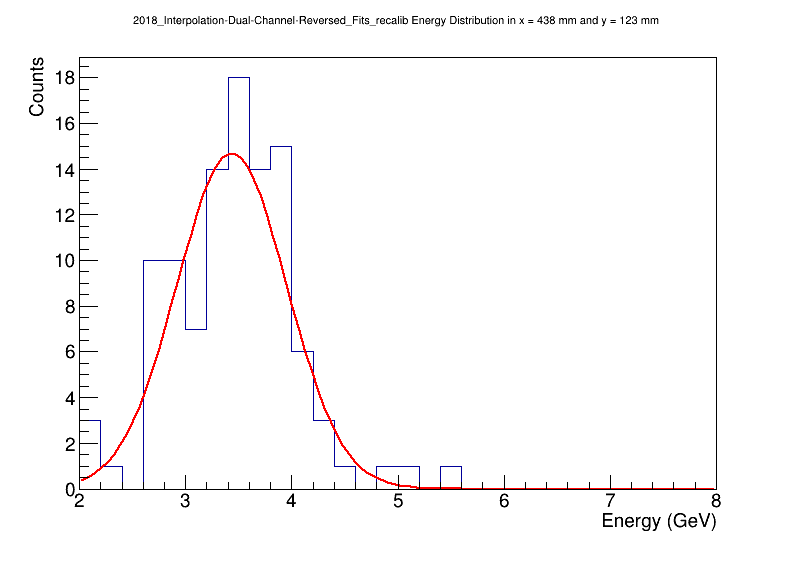 2018_Interpolation-Dual-Channel-Reversed_Fits_recalib Energy Distribution in x = 438 mm and y = 123 mm
Counts
18
16
14
12
10
8
6
4
2
0
2 3 4 5 6 7 8
Energy (GeV)